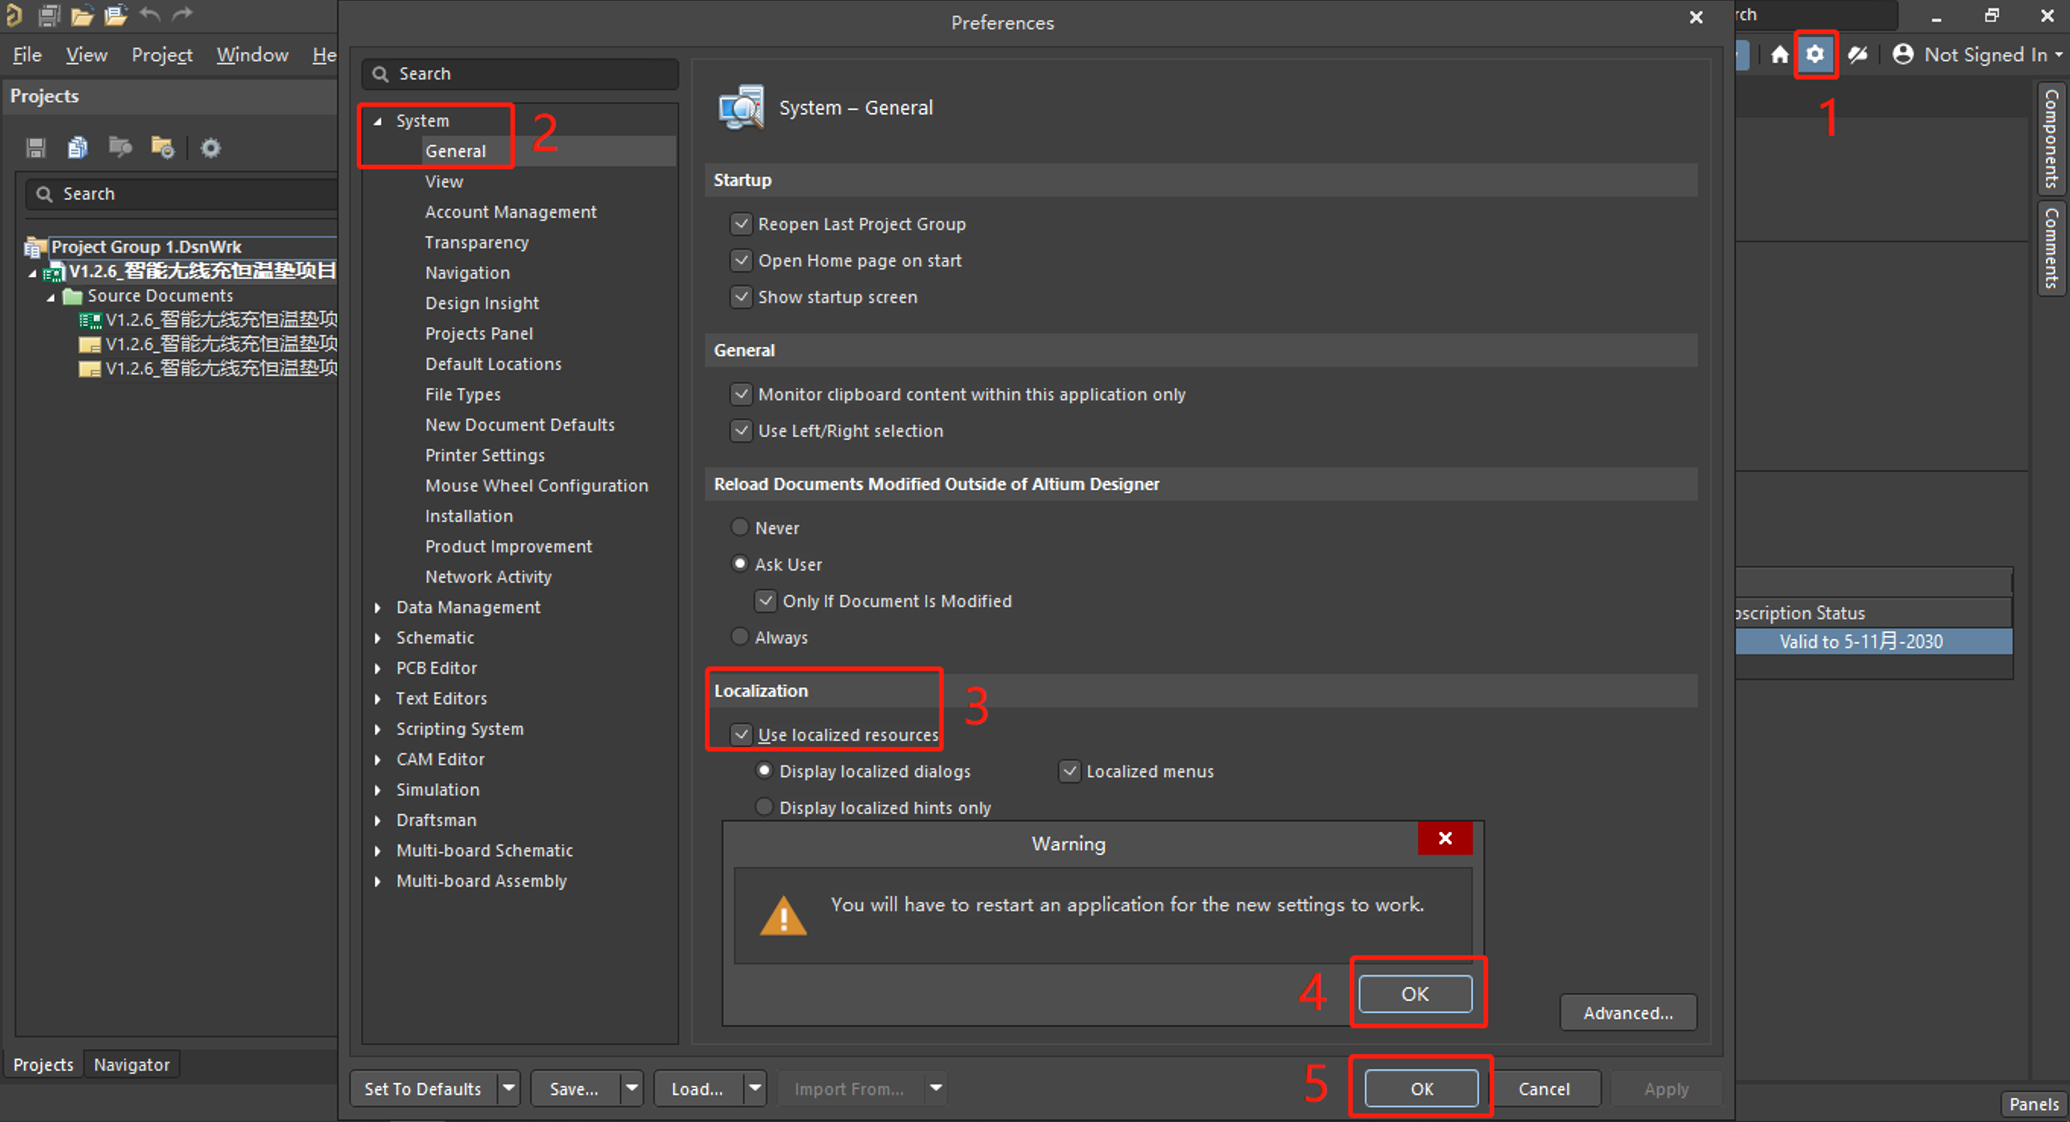 Preferences
rch
File View Project Window He
Not Signed In
1
Projects
Search
Project Group 1.DsnWrk
V1.2.6_智能无线充恒温垫项目
Source Documents
V1.2.6_智能无线充恒温垫项
V1.2.6_智能无线充恒温垫项
V1.2.6_智能无线充恒温垫项
Projects
Navigator
Search
System
2
General
View
Account Management
Transparency
Navigation
Design Insight
Projects Panel
Default Locations
File Types
New Document Defaults
Printer Settings
Mouse Wheel Configuration
Installation
Product Improvement
Network Activity
Data Management
Schematic
PCB Editor
Text Editors
Scripting System
CAM Editor
Simulation
Draftsman
Multi-board Schematic
Multi-board Assembly
System – General
Startup
Reopen Last Project Group
Open Home page on start
Show startup screen
General
Monitor clipboard content within this application only
Use Left/Right selection
Reload Documents Modified Outside of Altium Designer
Never
Ask User
Only If Document Is Modified
Always
Localization
3
Use localized resources
Display localized dialogs
Localized menus
Display localized hints only
Warning
You will have to restart an application for the new settings to work.
4
OK
Advanced...
Set To Defaults
Save...
Load...
Import From...
5
OK
Cancel
Apply
Components
Comments
bscription Status
Valid to 5-11月-2030
Panels